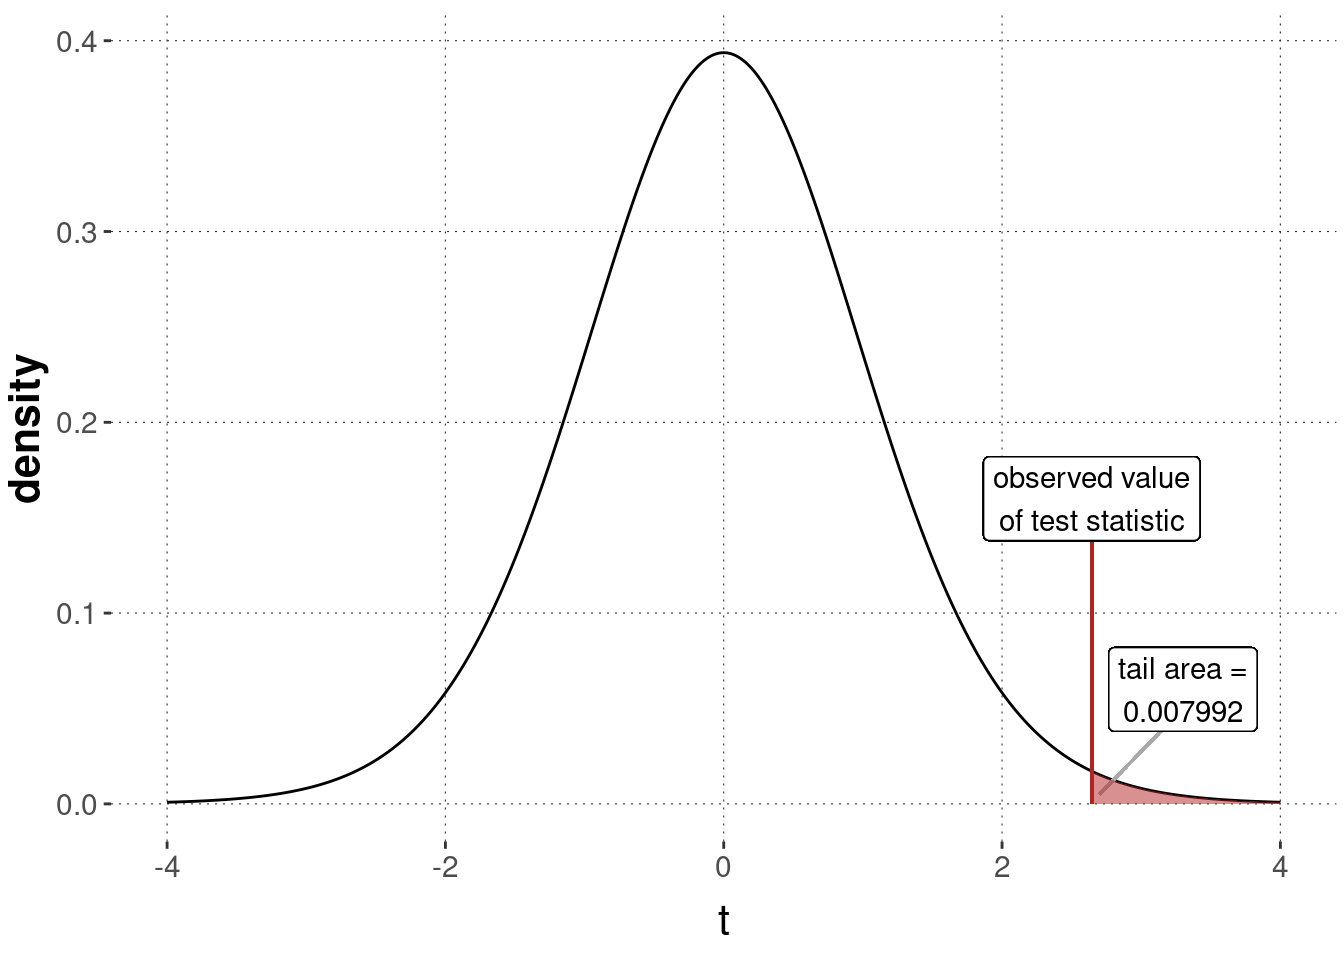 density
0.4
0.3
0.2
0.1
0.0
observed value
of test statistic
tail area =
0.007992
-4
-2
0
2
4
t